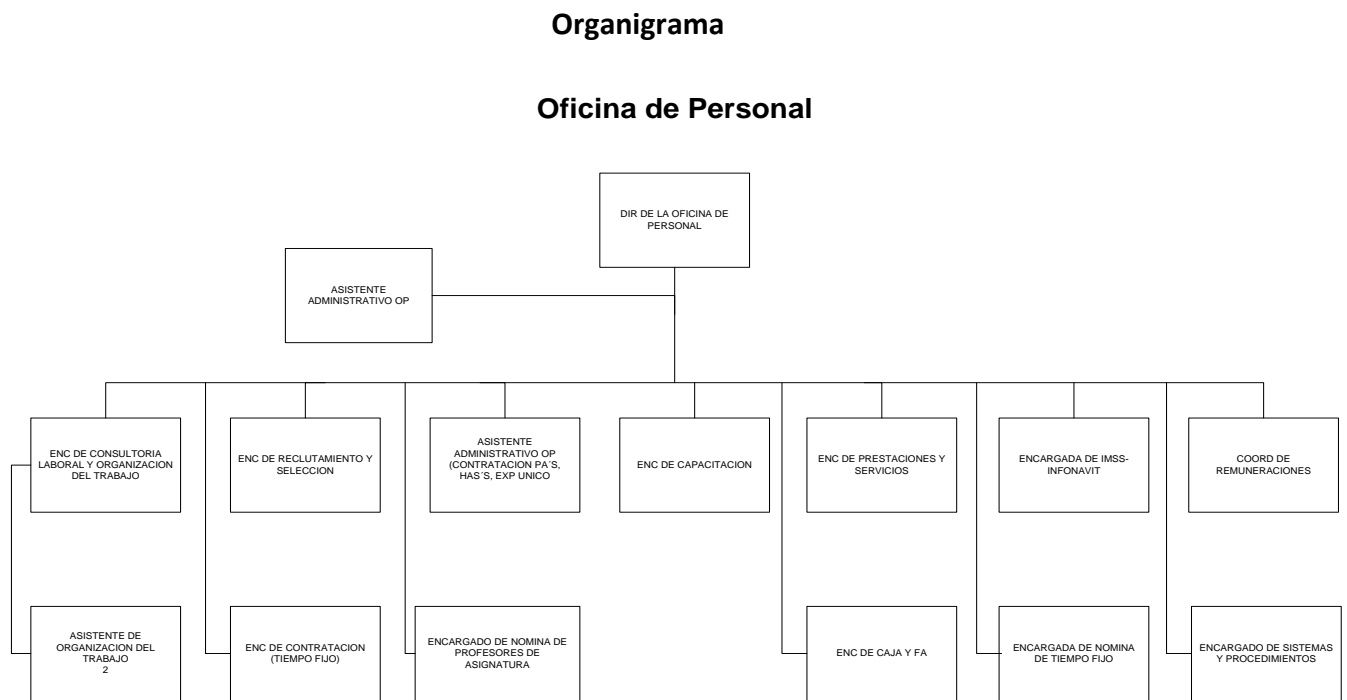 Organigrama
Oficina de Personal
DIR DE LA OFICINA DE
PERSONAL
ASISTENTE
ADMINISTRATIVO OP
ENC DE CONSULTORIA
LABORAL Y ORGANIZACION
DEL TRABAJO
ENC DE RECLUTAMIENTO Y
SELECCION
ASISTENTE
ADMINISTRATIVO OP
(CONTRATACION PA´S,
HAS´S, EXP UNICO
ENC DE CAPACITACION
ENC DE PRESTACIONES Y
SERVICIOS
ENCARGADA DE IMSS-
INFONAVIT
COORD DE
REMUNERACIONES
ASISTENTE DE
ORGANIZACION DEL
TRABAJO
2
ENC DE CONTRATACION
(TIEMPO FIJO)
ENCARGADO DE NOMINA DE
PROFESORES DE
ASIGNATURA
ENC DE CAJA Y FA
ENCARGADA DE NOMINA
DE TIEMPO FIJO
ENCARGADO DE SISTEMAS
Y PROCEDIMIENTOS